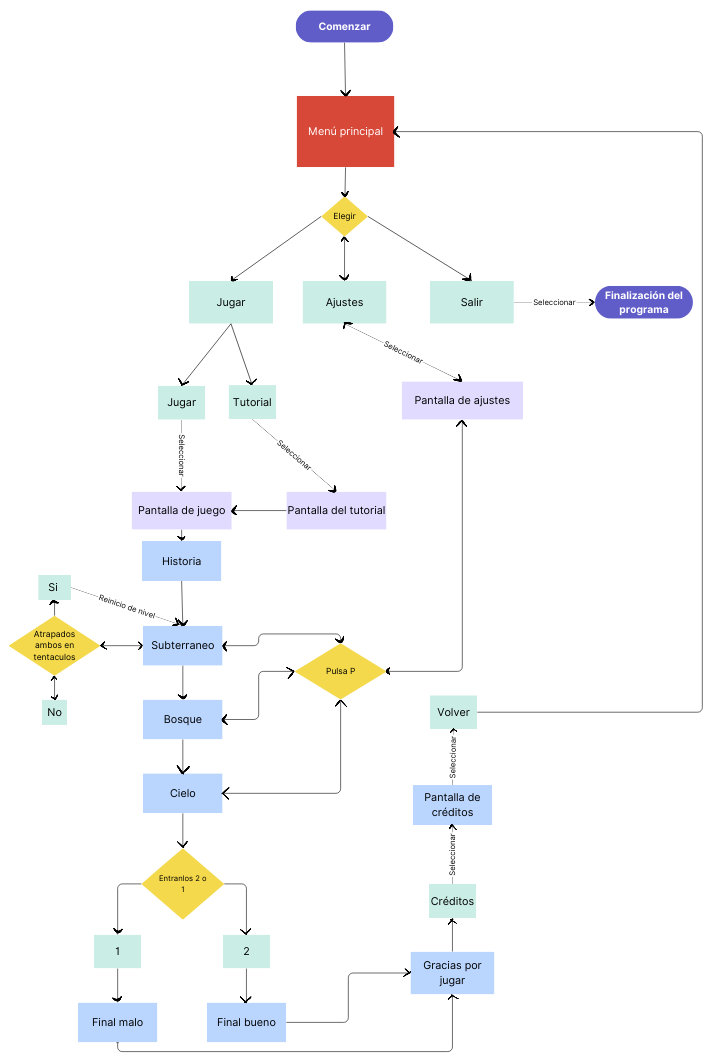 Comenzar
Menú principal
Elegir
Jugar
Ajustes
Salir
Seleccionar
Finalización del
programa
Seleccionar
Jugar
Tutorial
Pantalla de ajustes
Seleccionar
Seleccionar
Pantalla de juego
Pantalla del tutorial
Historia
Si
Reinicio de nivel
Atrapados
ambos en
tentaculos
Subterraneo
Pulsa P
No
Bosque
Volver
Seleccionar
Cielo
Pantalla de
créditos
Seleccionar
Entranlos 2 o
1
Créditos
1
2
Gracias por
jugar
Final malo
Final bueno